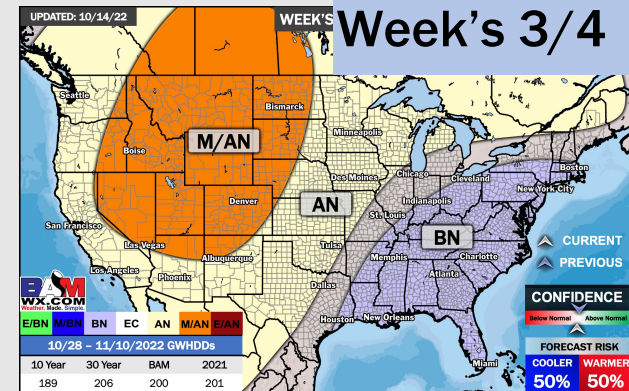 UPDATED: 10/14/22
WEEK'S
Week's 3/4
Seattle
Bismarck
Minneapolis
M/AN
Boise
Des Moines
Chicago
Cleveland
Boston
New York City
Denver
AN
Indianapolis
St. Louis
San Francisco
BN
Las Vegas
Albuquerque
Tulsa
Memphis
Charlotte
Los Angeles
Phoenix
Atlanta
Dallas
Houston
New Orleans
Miami
CURRENT
PREVIOUS
BAM
WX.COM
Weather. Made. Simple.
E/BN M/BN BN EC AN M/AN E/AN
10/28 – 11/10/2022 GWHDDs
10 Year 30 Year BAM 2021
189 206 200 201
CONFIDENCE
Below Normal Above Normal
FORECAST RISK
COOLER WARMER
50% 50%